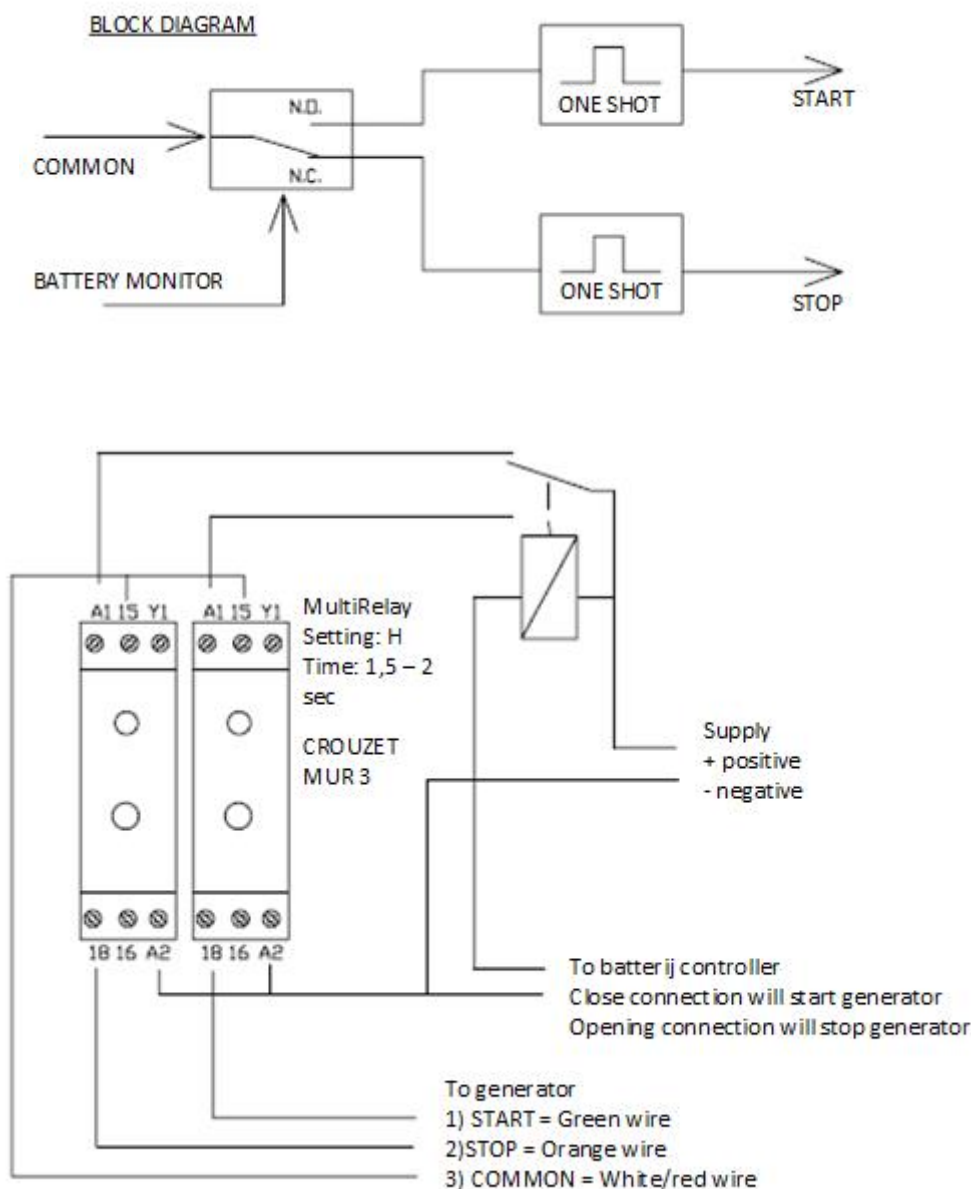 BLOCK DIAGRAM
N.O.
ONE SHOT
START
COMMON
N.C.
BATTERY MONITOR
ONE SHOT
STOP
A1 15 Y1
A1 15 Y1
MultiRelay
Setting: H
Time: 1,5 – 2
sec
CROUZET
MUR 3
Supply
+ positive
- negative
18 16 A2
18 16 A2
To batterij controller
Close connection will start generator
Opening connection will stop generator
To generator
1) START = Green wire
2)STOP = Orange wire
3) COMMON = White/red wire